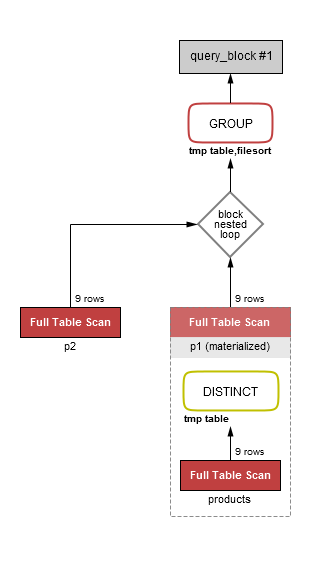 query_block #1
GROUP
tmp table,filesort
block
nested
loop
9 rows
9 rows
Full Table Scan
Full Table Scan
p2
p1 (materialized)
DISTINCT
tmp table
9 rows
Full Table Scan
products